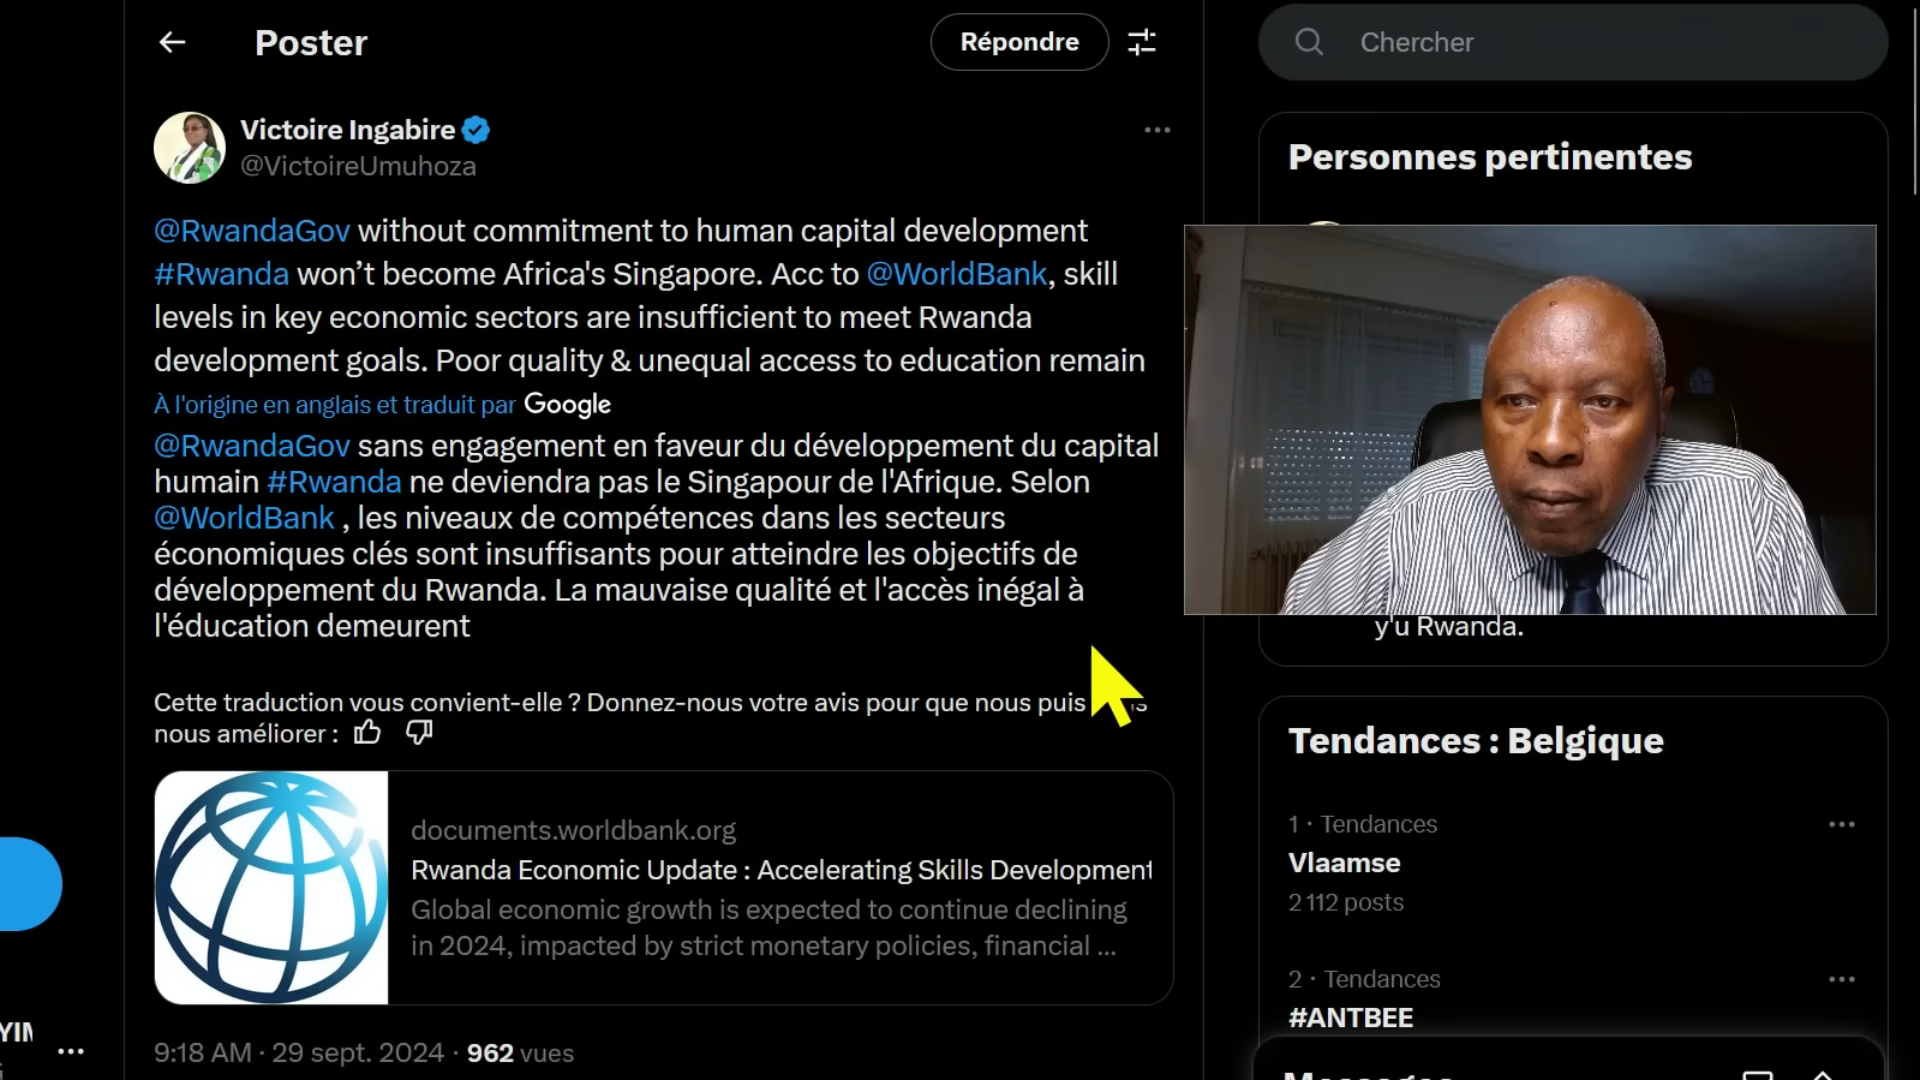 Poster
Répondre
Chercher
Victoire Ingabire
@VictoireUmuhoza
@RwandaGov without commitment to human capital development
#Rwanda won’t become Africa's Singapore. Acc to @WorldBank, skill
levels in key economic sectors are insufficient to meet Rwanda
development goals. Poor quality & unequal access to education remain
À l'origine en anglais et traduit par Google
@RwandaGov sans engagement en faveur du développement du capital
humain #Rwanda ne deviendra pas le Singapour de l'Afrique. Selon
@WorldBank , les niveaux de compétences dans les secteurs
économiques clés sont insuffisants pour atteindre les objectifs de
développement du Rwanda. La mauvaise qualité et l'accès inégal à
l'éducation demeurent
Cette traduction vous convient-elle ? Donnez-nous votre avis pour que nous
nous améliorer :
documents.worldbank.org
Rwanda Economic Update : Accelerating Skills Development
Global economic growth is expected to continue declining
in 2024, impacted by strict monetary policies, financial ...
9:18 AM · 29 sept. 2024 · 962 vues
Personnes pertinentes
y'u Rwanda.
Tendances : Belgique
1 · Tendances
Vlaamse
2 112 posts
2 · Tendances
#ANTBEE